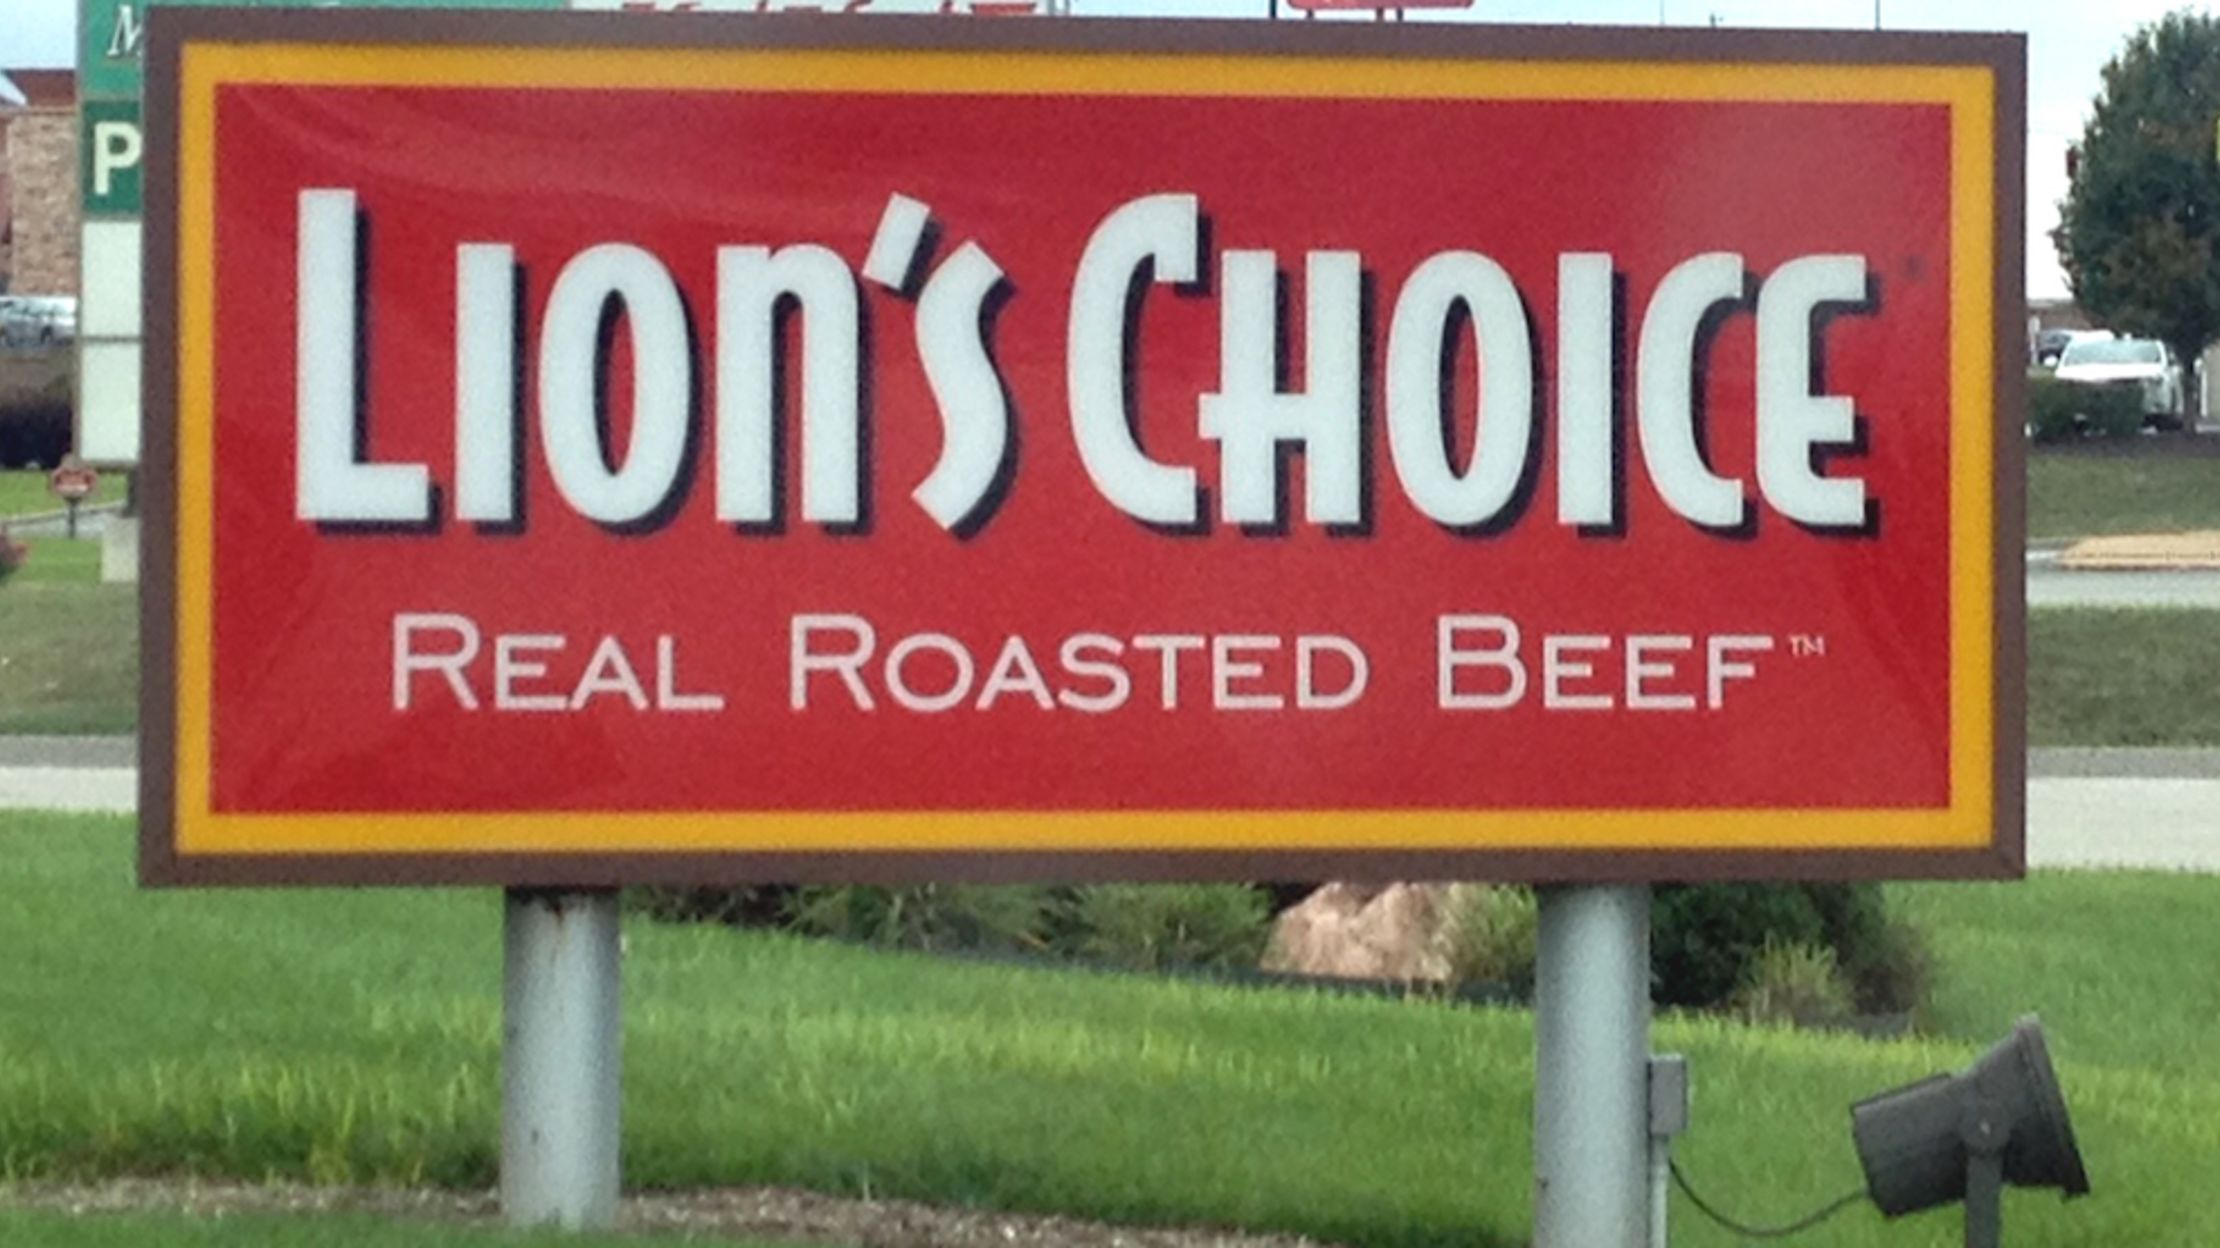 LION'S CHOICE
REAL ROASTED BEEF™
P